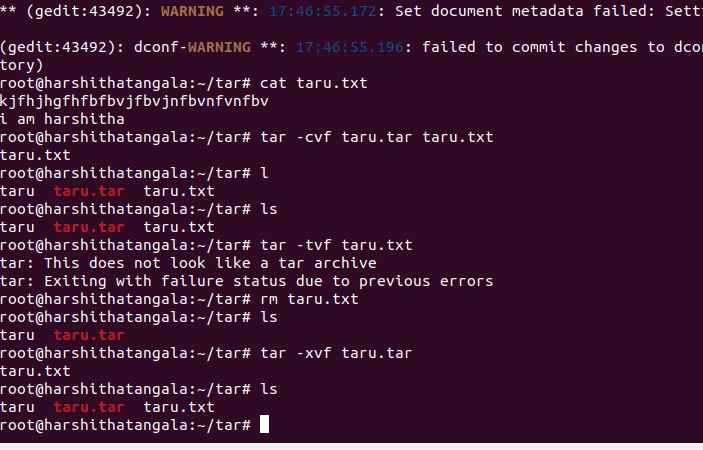 ** (gedit:43492): WARNING **: 17:46:55.172: Set document metadata failed: Sett
(gedit:43492): dconf-WARNING **: 17:46:55.196: failed to commit changes to dcon
tory)
root@harshithatangala:~/tar# cat taru.txt
kjfhjhgfhfbfbvjfbvjnfbvnfvnfbv
i am harshitha
root@harshithatangala:~/tar# tar -cvf taru.tar taru.txt
taru.txt
root@harshithatangala:~/tar# l
taru  taru.tar  taru.txt
root@harshithatangala:~/tar# ls
taru  taru.tar  taru.txt
root@harshithatangala:~/tar# tar -tvf taru.txt
tar: This does not look like a tar archive
tar: Exiting with failure status due to previous errors
root@harshithatangala:~/tar# rm taru.txt
root@harshithatangala:~/tar# ls
taru  taru.tar
root@harshithatangala:~/tar# tar -xvf taru.tar
taru.txt
root@harshithatangala:~/tar# ls
taru  taru.tar  taru.txt
root@harshithatangala:~/tar#